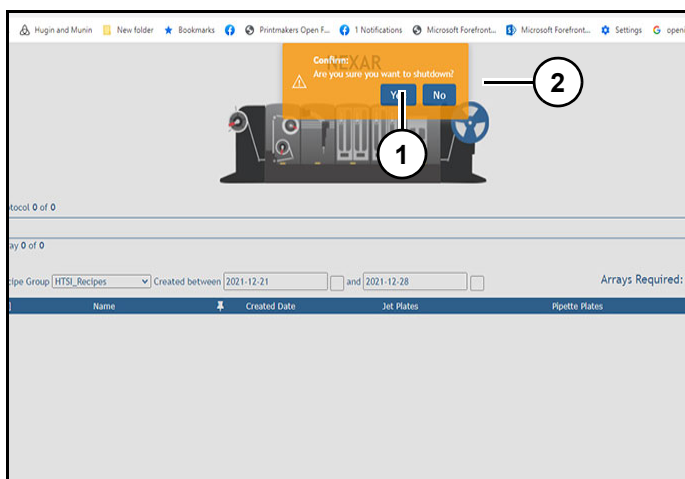 Hugin and Munin New folder Bookmarks Printmakers Open F... 1 Notifications Microsoft Forefront... Microsoft Forefront... Settings openi
NEXAR
Confirm:
Are you sure you want to shutdown?
No
2
1
otocol 0 of 0
ay 0 of 0
cipe Group HTSI_Recipes Created between 2021-12-21 and 2021-12-28 Arrays Required:
Name Created Date Jet Plates Pipette Plates